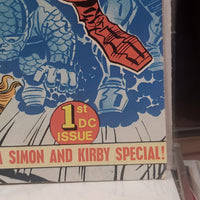 1st
DC
ISSUE
A SIMON AND KIRBY SPECIAL!